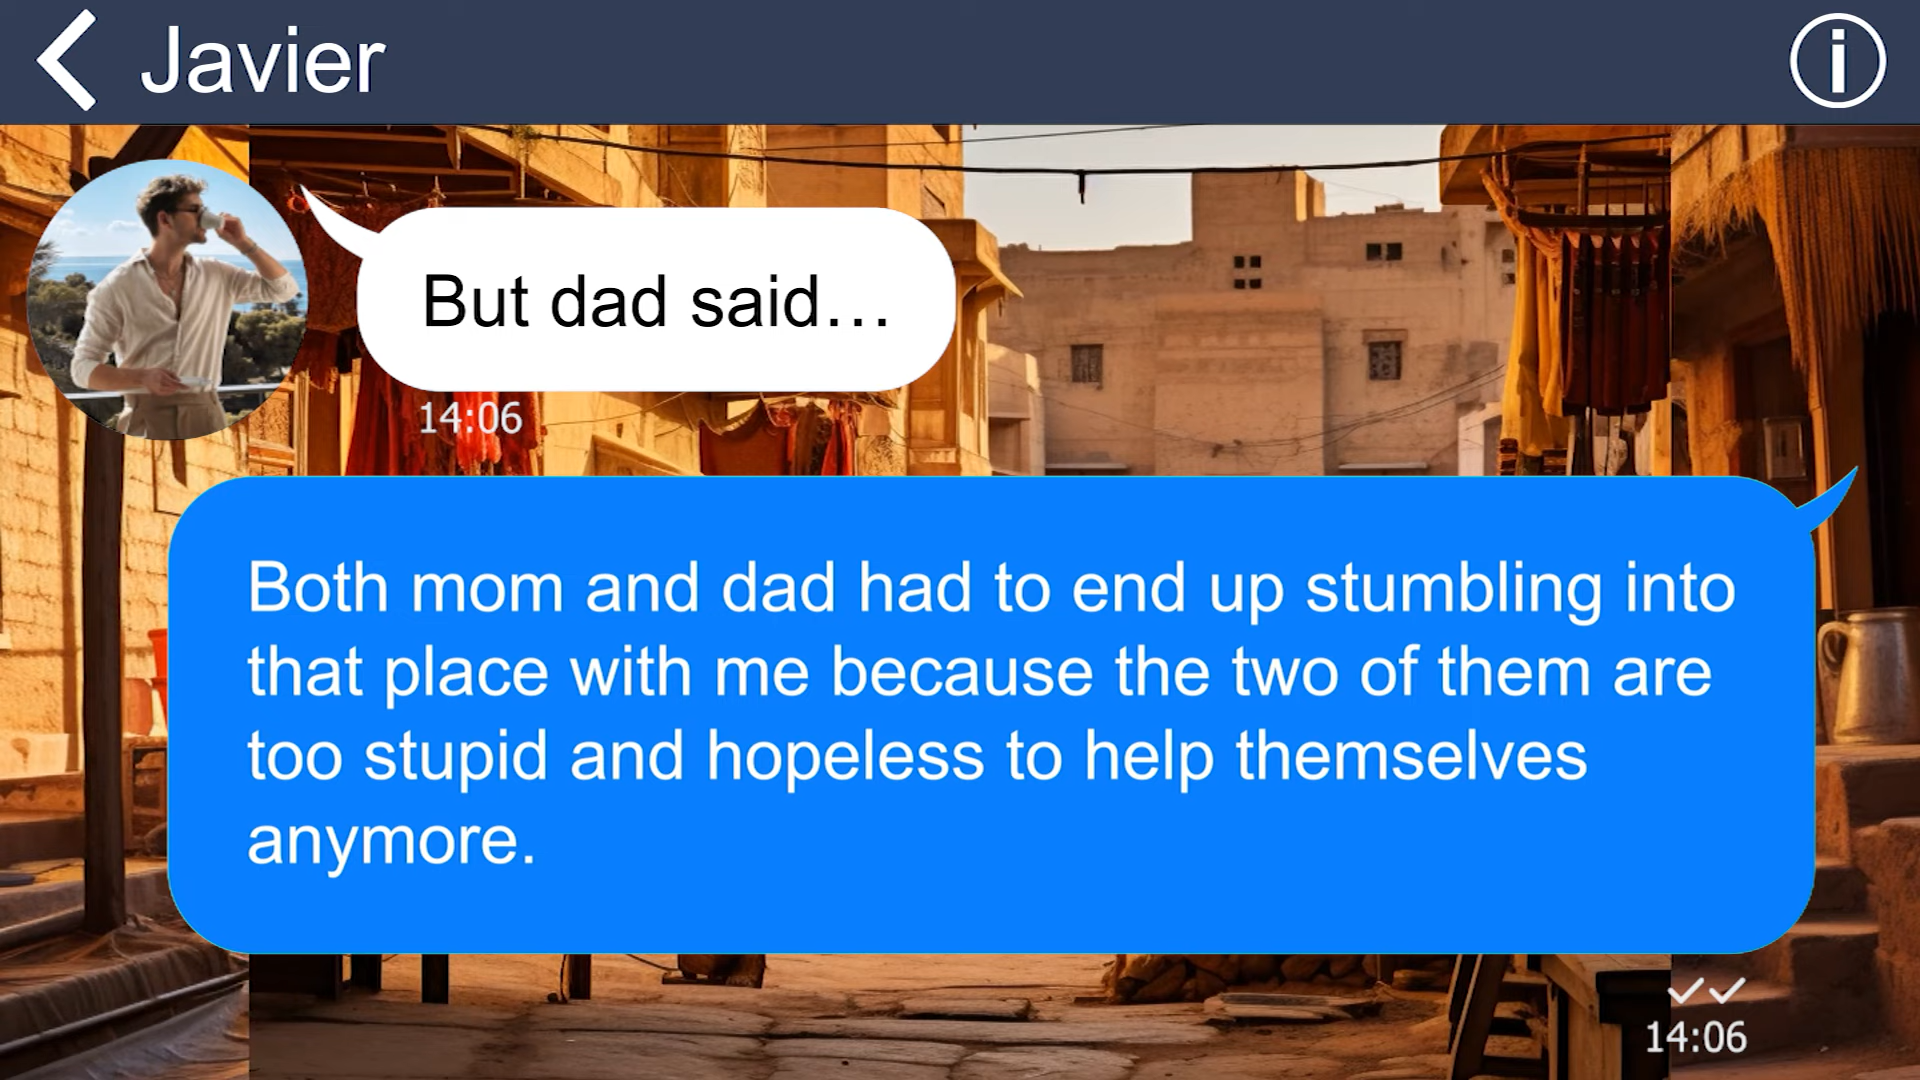 Javier
But dad said…
14:06
Both mom and dad had to end up stumbling into
that place with me because the two of them are
too stupid and hopeless to help themselves
anymore.
14:06